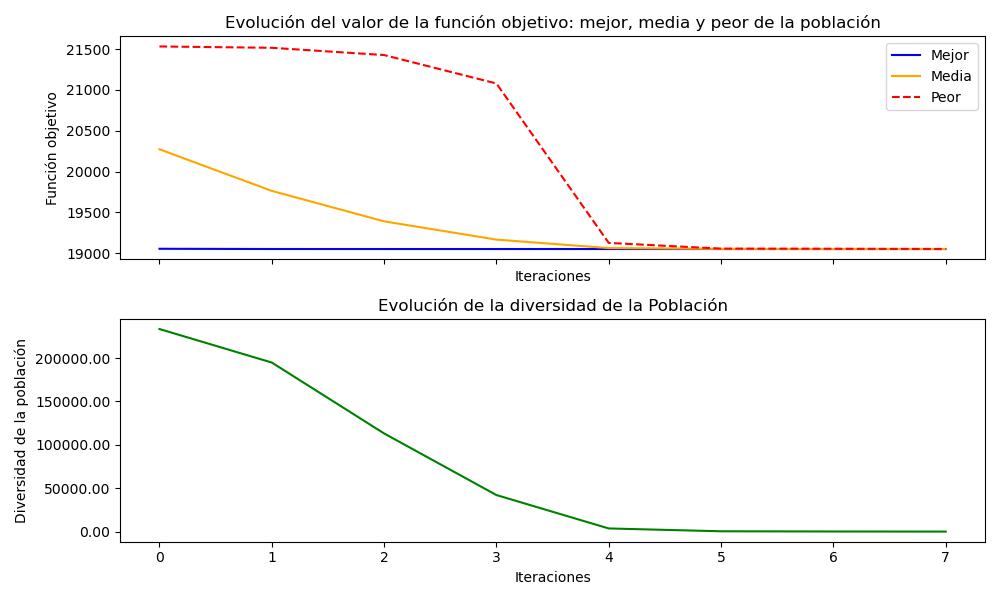 Evolución del valor de la función objetivo: mejor, media y peor de la población
21500
21000
20500
20000
19500
19000
Función objetivo
Mejor
Media
Peor
Iteraciones
Evolución de la diversidad de la Población
200000.00
150000.00
100000.00
50000.00
0.00
Diversidad de la población
0 1 2 3 4 5 6 7
Iteraciones